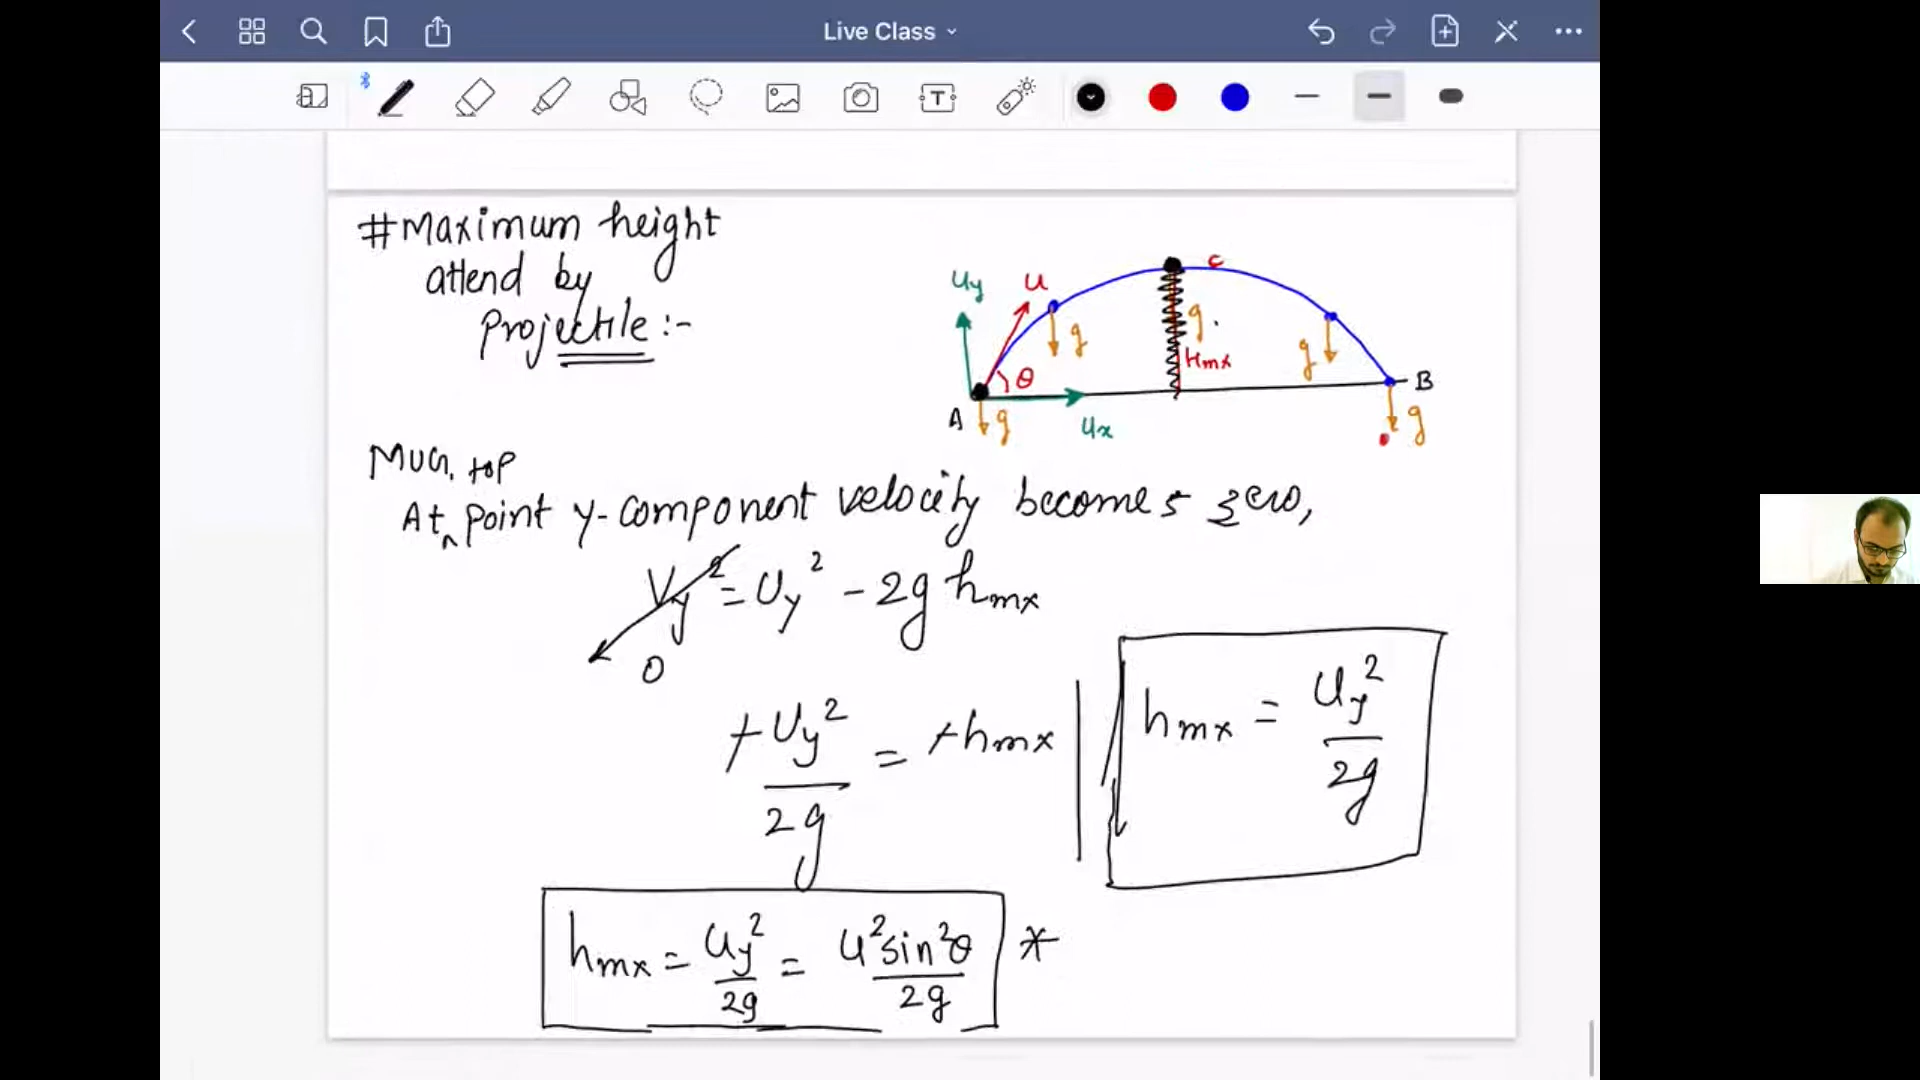 Live Class
#Maximum height
attend by
Projectile :-
Uy
U
c
g
g
g
Hmx
θ
B
A
g
Ux
g
top
At ^ point y-component velocity becomes zero,
Vy² = Uy² - 2g hmx
0
+Uy²/2g = +hmx
hmx = Uy²/2g
hmx = Uy²/2g = U²sin²θ/2g *